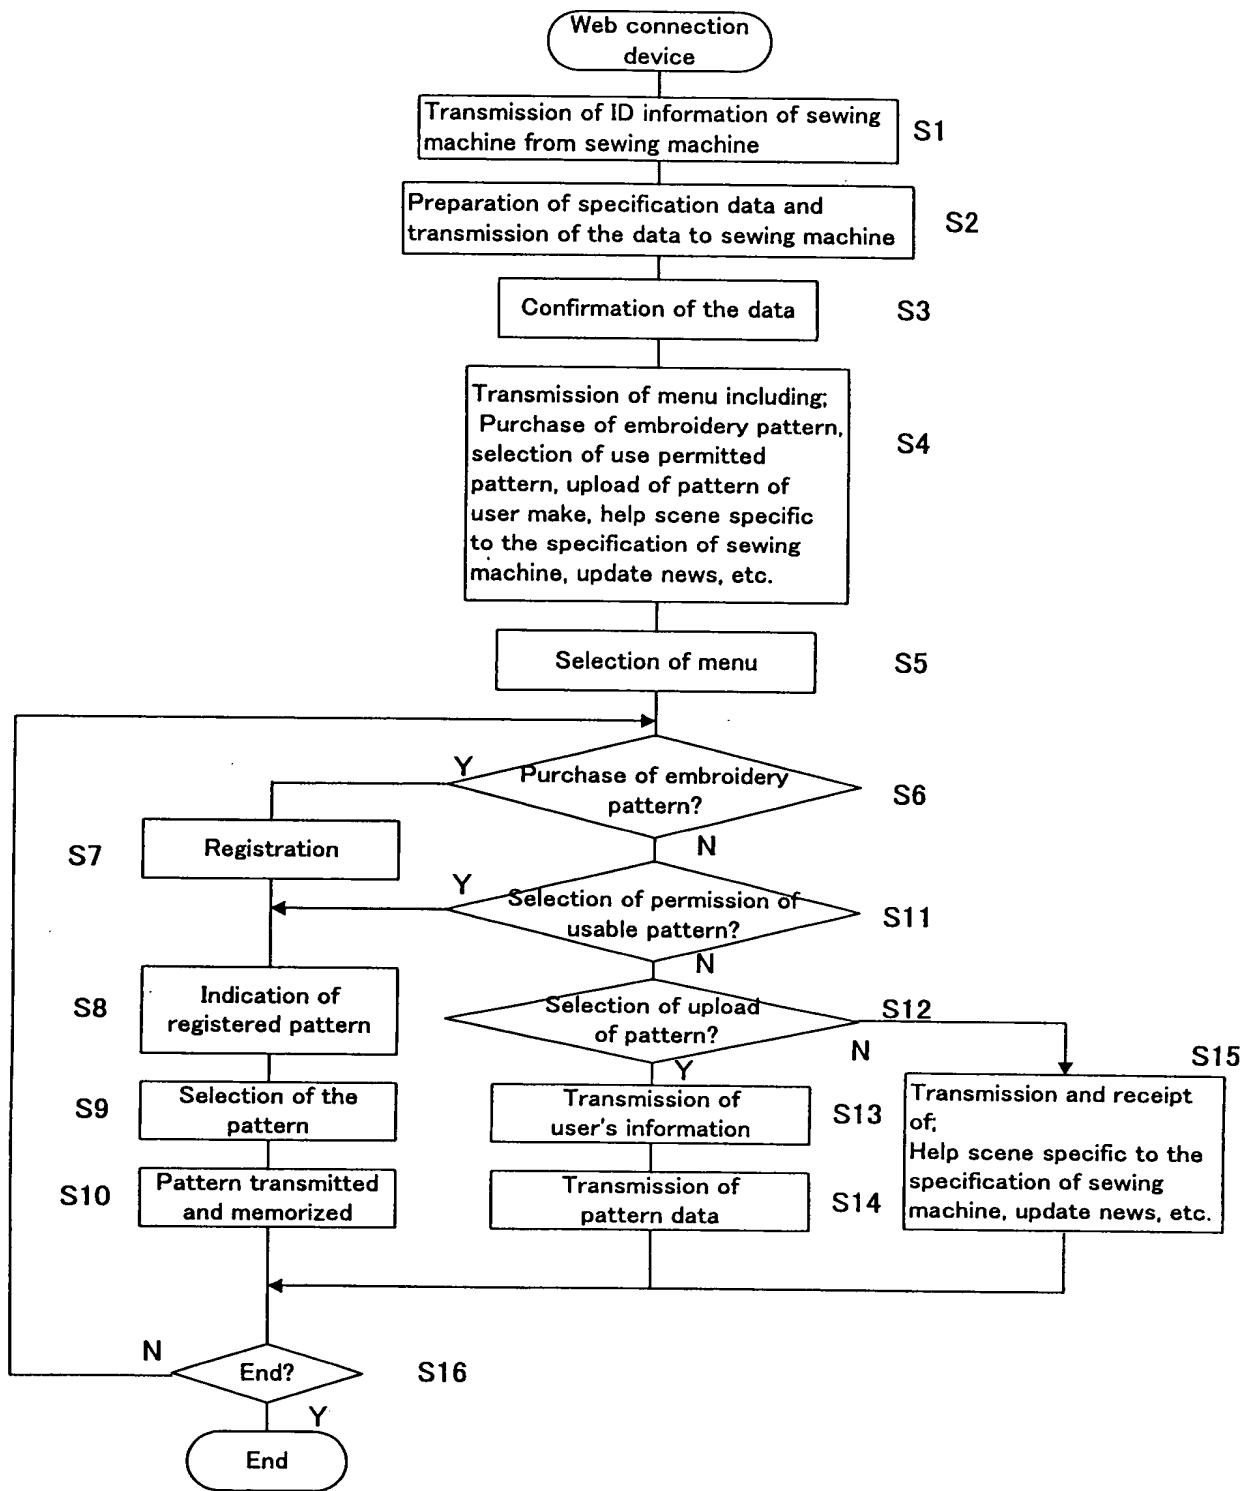 Web connection
device
Transmission of ID information of sewing
machine from sewing machine
S1
Preparation of specification data and
transmission of the data to sewing machine
S2
Confirmation of the data
S3
Transmission of menu including;
Purchase of embroidery pattern,
selection of use permitted
pattern, upload of pattern of
user make, help scene specific
to the specification of sewing
machine, update news, etc.
S4
Selection of menu
S5
Y
Purchase of embroidery
pattern?
S6
N
S7
Registration
Y
Selection of permission of
usable pattern?
S11
N
S8
Indication of
registered pattern
Selection of upload
of pattern?
S12
N
Y
S15
S9
Selection of the
pattern
Transmission of
user's information
S13
Transmission and receipt
of;
Help scene specific to the
specification of sewing
machine, update news, etc.
S10
Pattern transmitted
and memorized
Transmission of
pattern data
S14
N
End?
S16
Y
End